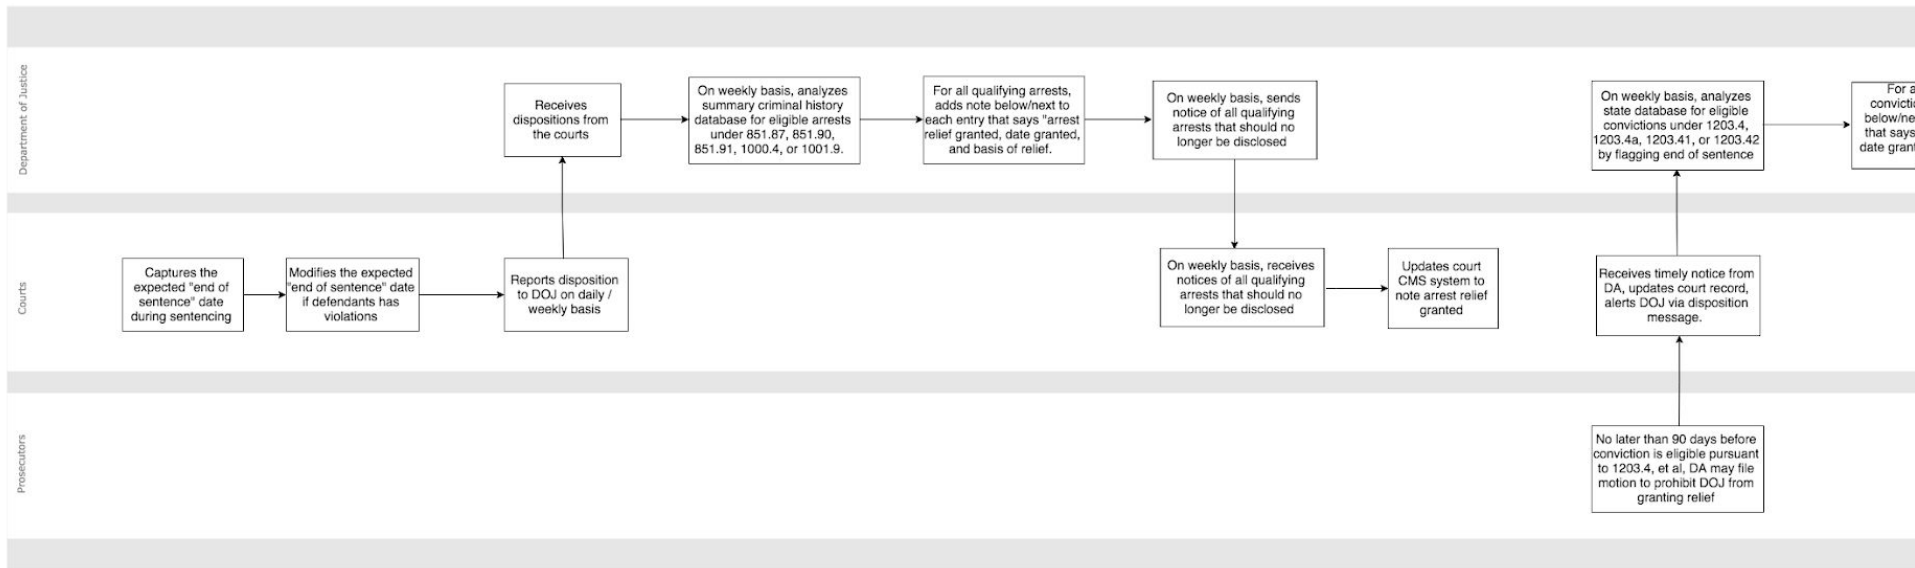 Department of Justice
Receives
dispositions from
the courts
On weekly basis, analyzes
summary criminal history
database for eligible arrests
under 851.87, 851.90,
851.91, 1000.4, or 1001.9.
For all qualifying arrests,
adds note below/next to
each entry that says "arrest
relief granted, date granted,
and basis of relief.
On weekly basis, sends
notice of all qualifying
arrests that should no
longer be disclosed
On weekly basis, analyzes
state database for eligible
convictions under 1203.4,
1203.4a, 1203.41, or 1203.42
by flagging end of sentence
For
below/
that says
date
Courts
Captures the
expected "end of
sentence" date
during sentencing
Modifies the expected
"end of sentence" date
if defendants has
violations
Reports disposition
to DOJ on daily /
weekly basis
On weekly basis, receives
notices of all qualifying
arrests that should no
longer be disclosed
Updates court
CMS system to
note arrest relief
granted
Receives timely notice from
DA, updates court record,
alerts DOJ via disposition
message.
Prosecutors
No later than 90 days before
conviction is eligible pursuant
to 1203.4, et al, DA may file
motion to prohibit DOJ from
granting relief